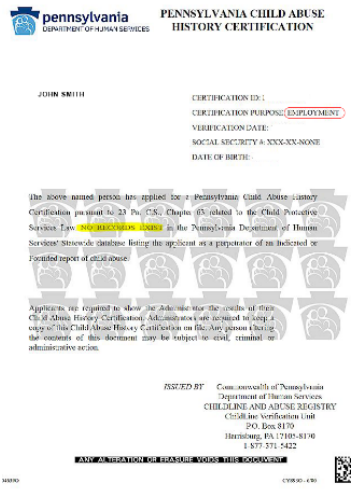 pennsylvania
DEPARTMENT OF HUMAN SERVICES
PENNSYLVANIA CHILD ABUSE
HISTORY CERTIFICATION
JOHN SMITH
CERTIFICATION ID:
CERTIFICATION PURPOSE: EMPLOYMENT
VERIFICATION DATE:
SOCIAL SECURITY #: XXX-XX-NONE
DATE OF BIRTH:
The above named person has applied for a Pennsylvania Child Abuse History
Certification pursuant to 23 Pa. C.S., Chapter 63 related to the Child Protective
Services Law. NO RECORDS EXIST in the Pennsylvania Department of Human
Services' Statewide database listing the applicant as a perpetrator of an Indicated or
Founded report of child abuse.
Applicants are required to show the Administrator the results of their
Child Abuse History Certification. Administrators are required to keep a
copy of this Child Abuse History Certification on file. Any person altering
the contents of this document may be subject to civil, criminal or
administrative action.
ISSUED BY Commonwealth of Pennsylvania
Department of Human Services
CHILDLINE AND ABUSE REGISTRY
ChildLine Verification Unit
P.O. Box 8170
Harrisburg, PA 17105-8170
1-877-371-5422
ANY ALTERATION OR ERASURE VOIDS THIS DOCUMENT